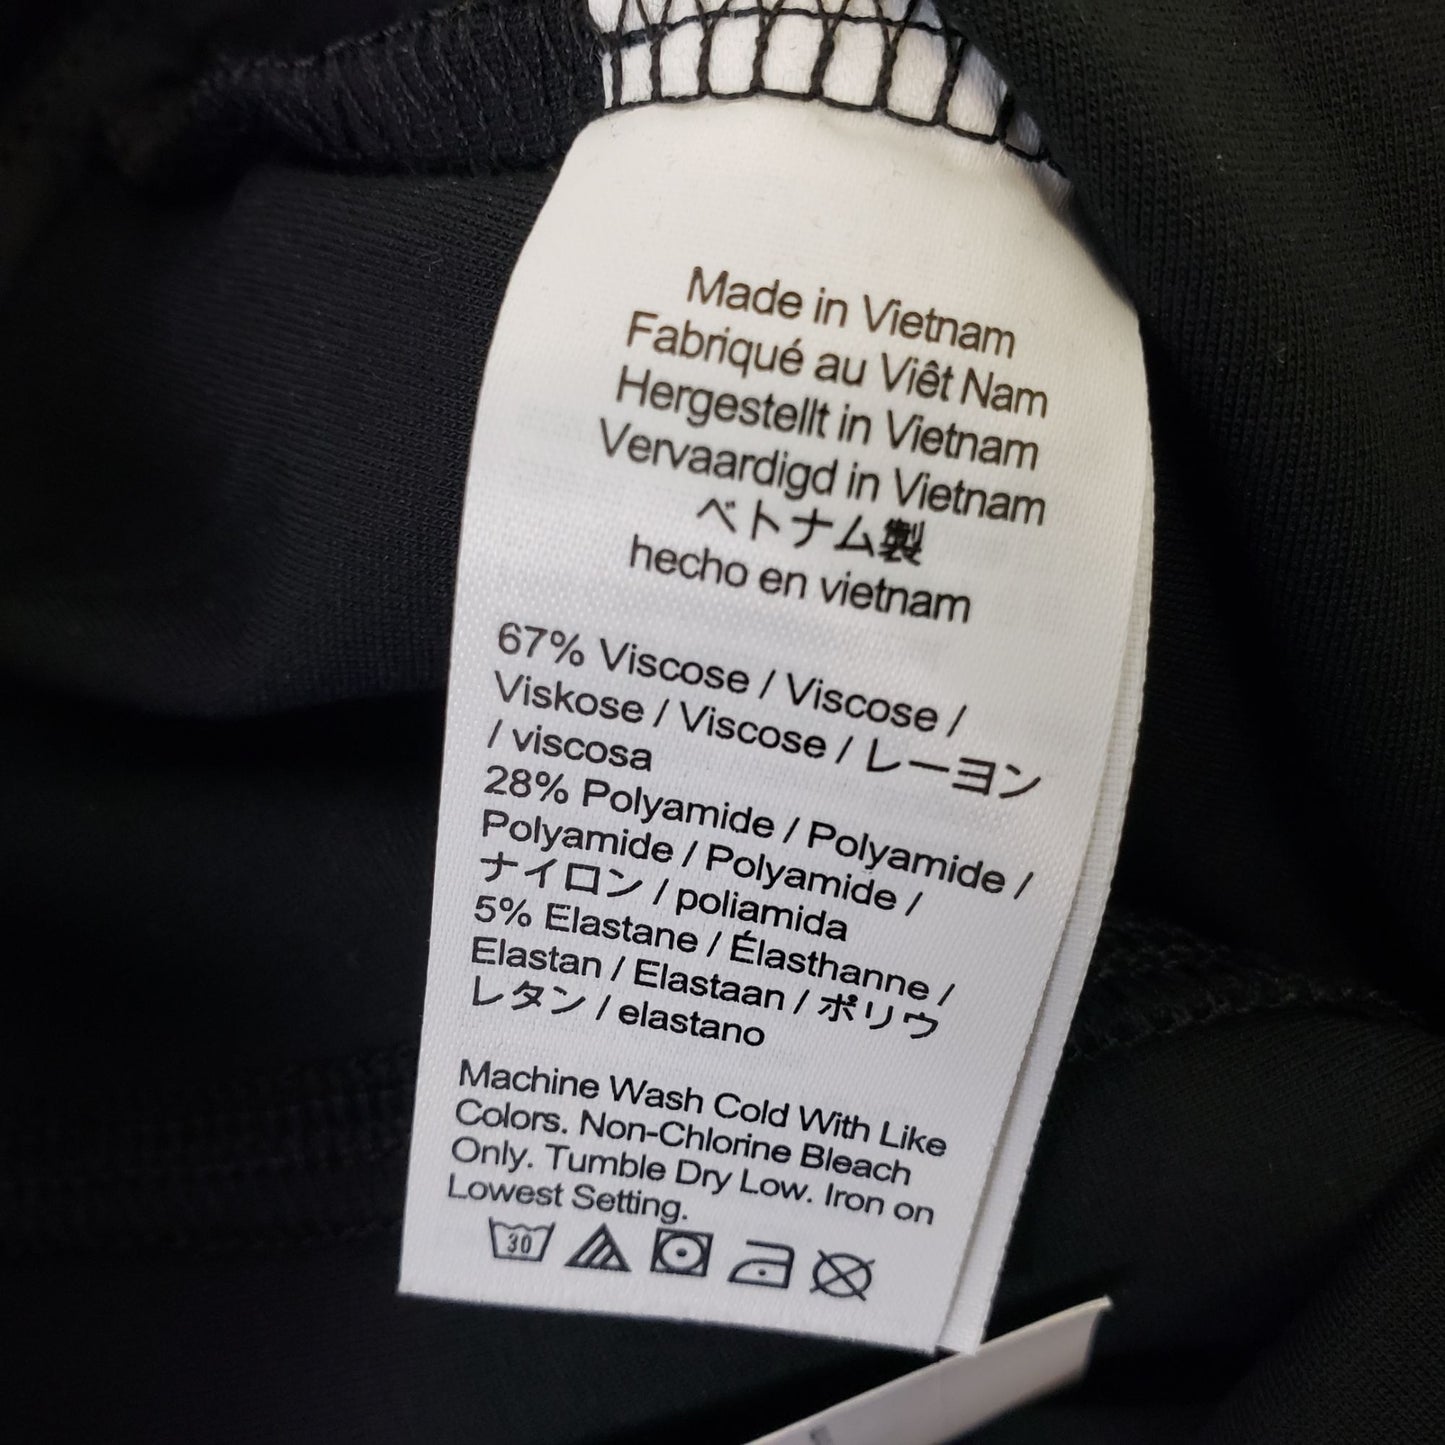 Made in Vietnam
Fabriqué au Viêt Nam
Hergestellt in Vietnam
Vervaardigd in Vietnam
ベトナム製
hecho en vietnam
67% Viscose / Viscose /
Viskose / Viscose / レーヨン
/ viscosa
28% Polyamide / Polyamide /
Polyamide / Polyamide /
ナイロン / poliamida
5% Elastane / Élasthanne /
Elastan / Elastaan / ポリウ
レタン / elastano
Machine Wash Cold With Like
Colors. Non-Chlorine Bleach
Only. Tumble Dry Low. Iron on
Lowest Setting.
30